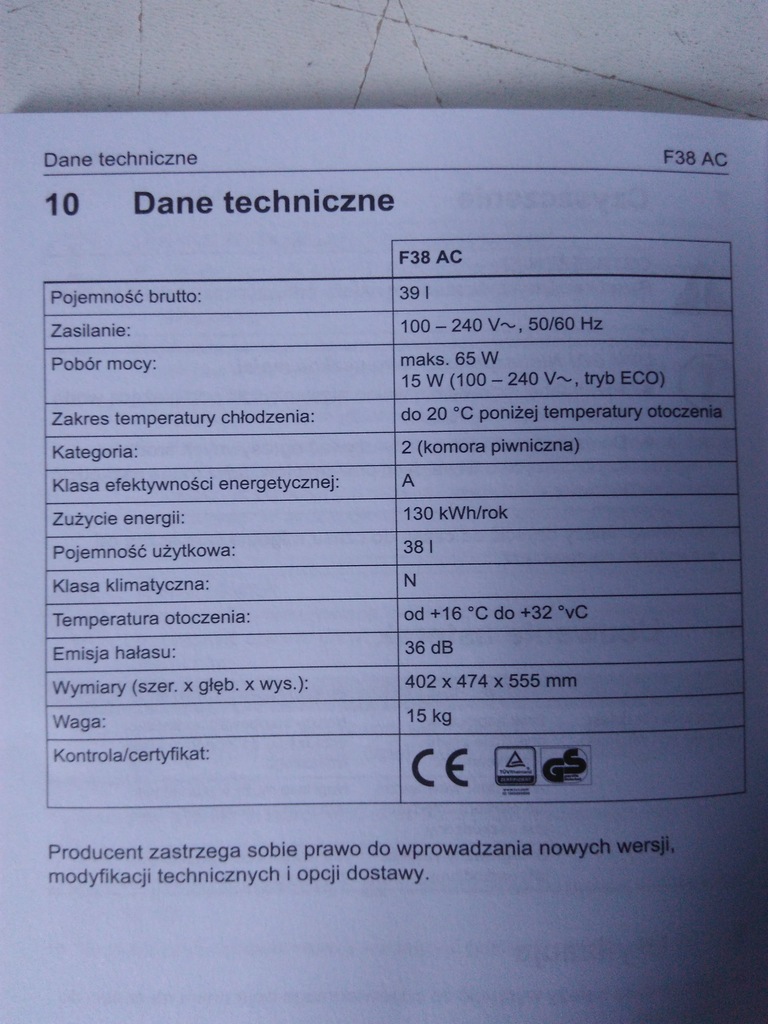 Dane techniczne F38 AC
10 Dane techniczne
F38 AC
Pojemność brutto: 39 l
Zasilanie: 100 – 240 V~, 50/60 Hz
Pobór mocy: maks. 65 W
15 W (100 – 240 V~, tryb ECO)
Zakres temperatury chłodzenia: do 20 °C poniżej temperatury otoczenia
Kategoria: 2 (komora piwniczna)
Klasa efektywności energetycznej: A
Zużycie energii: 130 kWh/rok
Pojemność użytkowa: 38 l
Klasa klimatyczna: N
Temperatura otoczenia: od +16 °C do +32 °vC
Emisja hałasu: 36 dB
Wymiary (szer. x głęb. x wys.): 402 x 474 x 555 mm
Waga: 15 kg
Kontrola/certyfikat: CE GS
Producent zastrzega sobie prawo do wprowadzania nowych wersji,
modyfikacji technicznych i opcji dostawy.